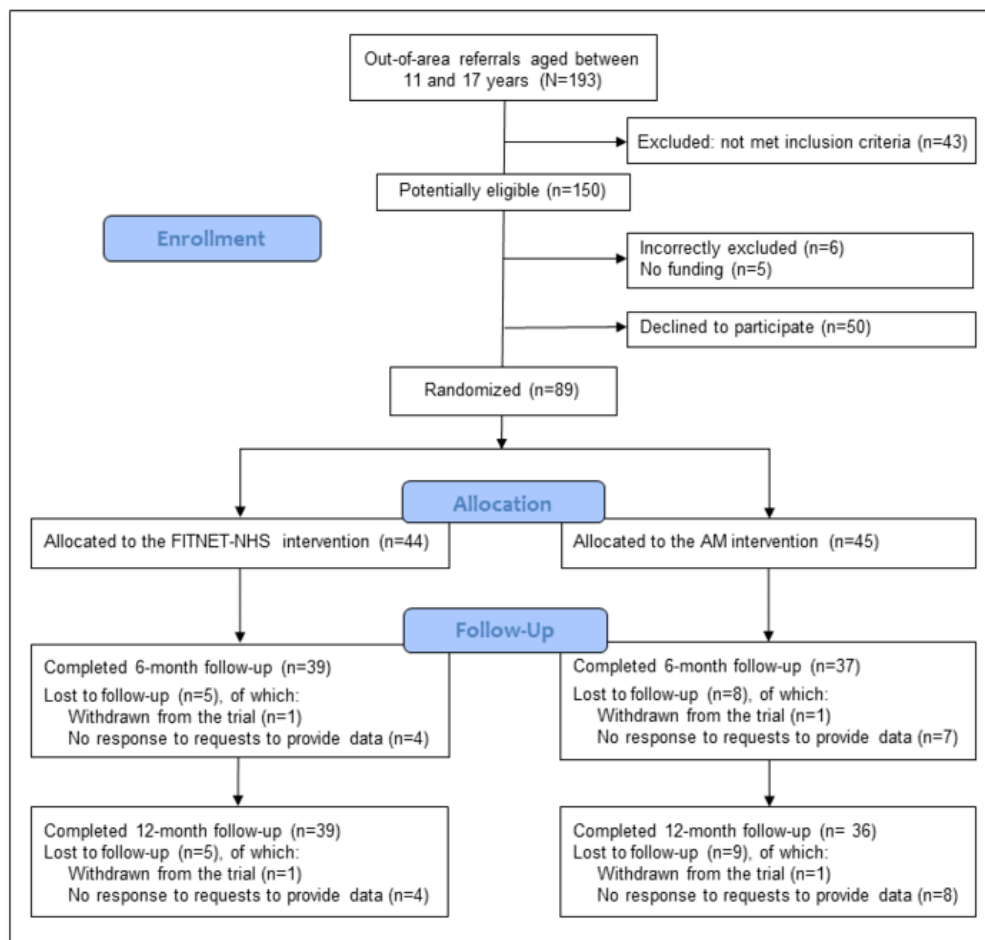 Out-of-area referrals aged between
11 and 17 years (N=193)
Excluded: not met inclusion criteria (n=43)
Potentially eligible (n=150)
Enrollment
Incorrectly excluded (n=6)
No funding (n=5)
Declined to participate (n=50)
Randomized (n=89)
Allocation
Allocated to the FITNET-NHS intervention (n=44)
Allocated to the AM intervention (n=45)
Follow-Up
Completed 6-month follow-up (n=39)
Lost to follow-up (n=5), of which:
Withdrawn from the trial (n=1)
No response to requests to provide data (n=4)
Completed 6-month follow-up (n=37)
Lost to follow-up (n=8), of which:
Withdrawn from the trial (n=1)
No response to requests to provide data (n=7)
Completed 12-month follow-up (n=39)
Lost to follow-up (n=5), of which:
Withdrawn from the trial (n=1)
No response to requests to provide data (n=4)
Completed 12-month follow-up (n= 36)
Lost to follow-up (n=9), of which:
Withdrawn from the trial (n=1)
No response to requests to provide data (n=8)